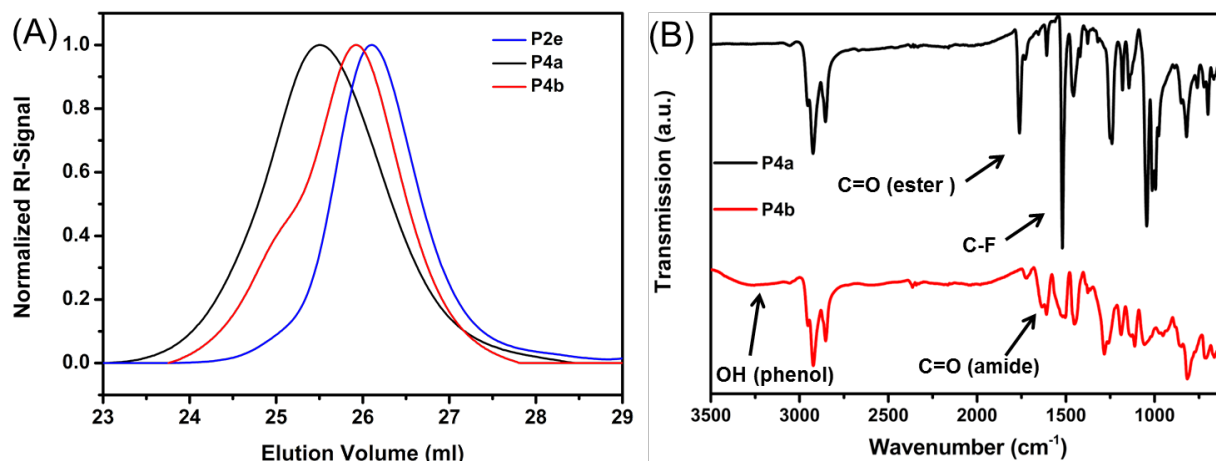 (A)
Normalized RI-Signal
1.0
0.8
0.6
0.4
0.2
0.0
P2e
P4a
P4b
23
24
25
26
27
28
29
Elution Volume (ml)
(B)
Transmission (a.u.)
P4a
P4b
C=O (ester )
C-F
OH (phenol)
C=O (amide)
3500
3000
2500
2000
1500
1000
Wavenumber (cm⁻¹)